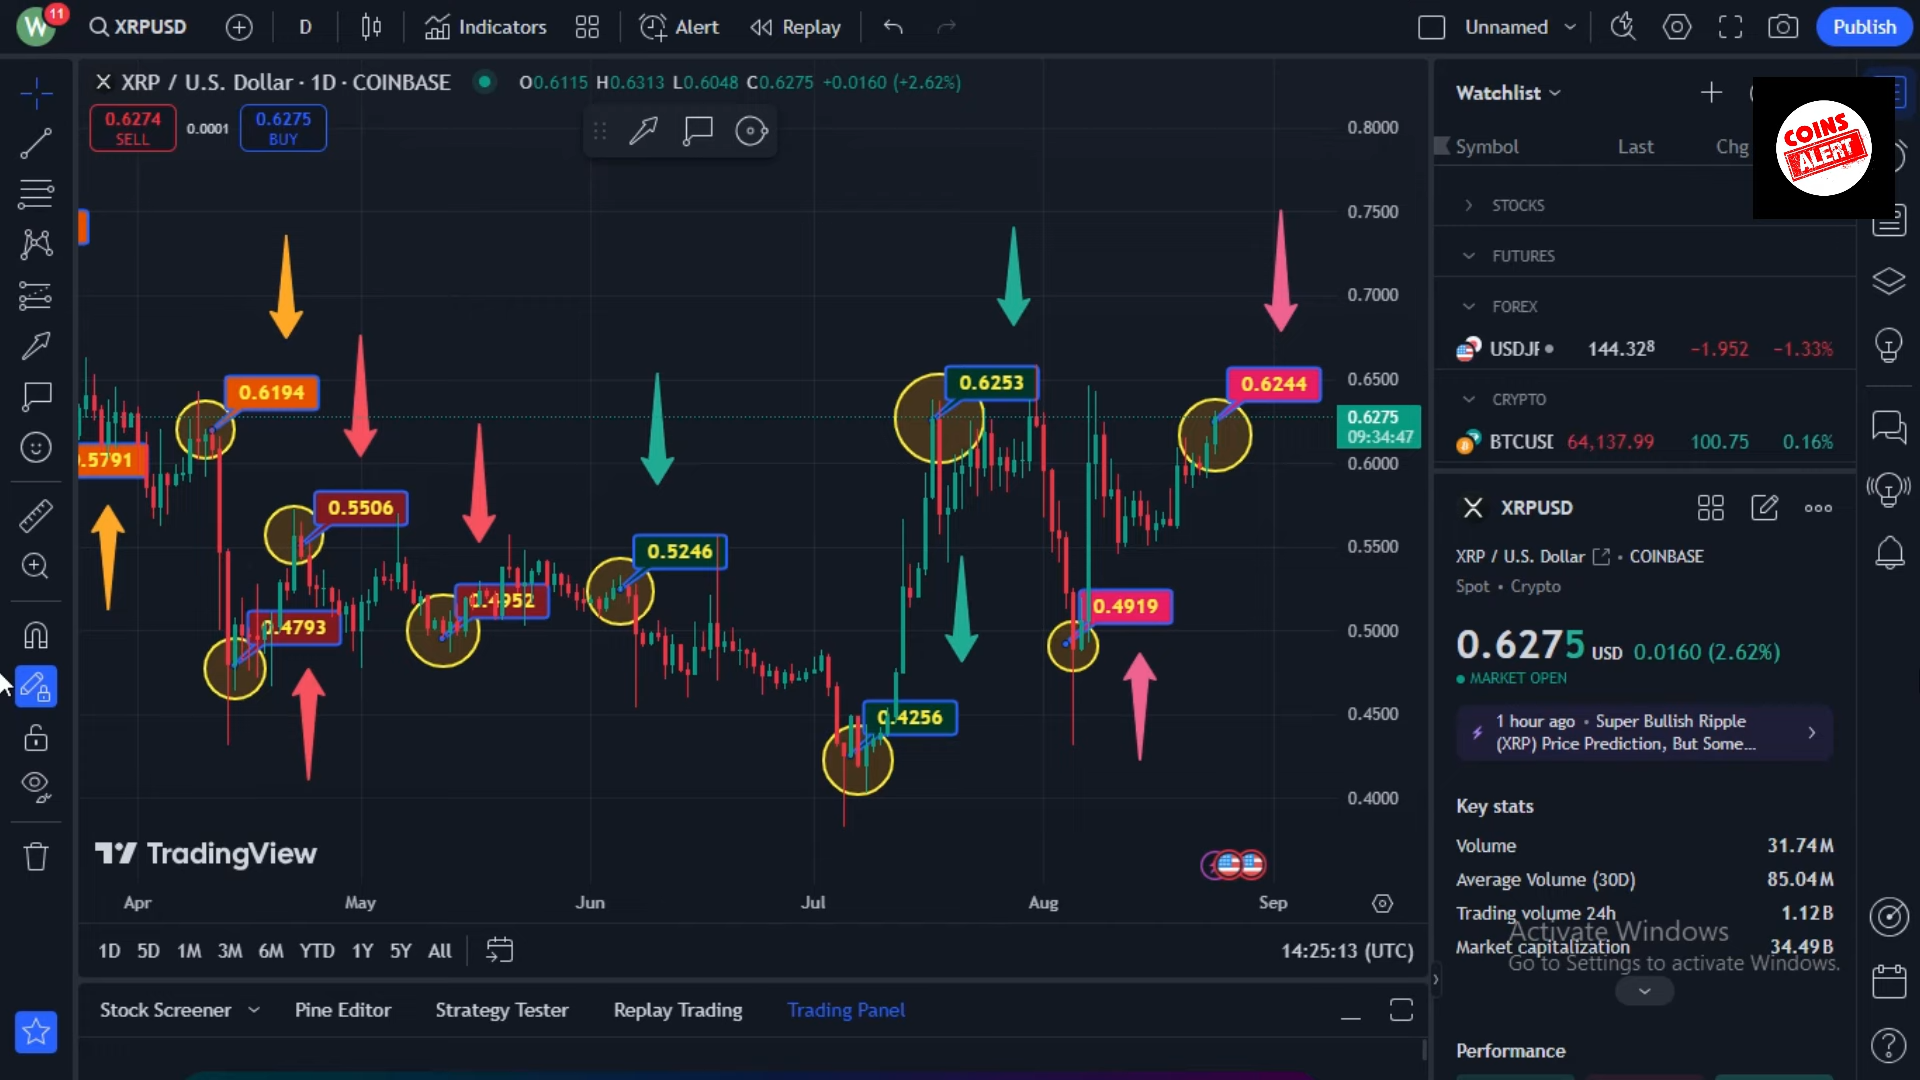 W
11
XRPUSD
D
Indicators
Alert
Replay
Unnamed
Publish
X
XRP / U.S. Dollar · 1D · COINBASE
O0.6115 H0.6313 L0.6048 C0.6275 +0.0160 (+2.62%)
0.6274
SELL
0.0001
0.6275
BUY
0.8000
0.7500
0.7000
0.6500
0.6275
09:34:47
0.6000
0.5500
0.5000
0.4500
0.4000
.5791
0.6194
0.5506
0.4793
0.4952
0.5246
0.4256
0.6253
0.4919
0.6244
TradingView
Apr
May
Jun
Jul
Aug
Sep
1D 5D 1M 3M 6M YTD 1Y 5Y All
14:25:13 (UTC)
Stock Screener
Pine Editor
Strategy Tester
Replay Trading
Trading Panel
Watchlist
COINS
ALERT
Symbol Last Chg
STOCKS
FUTURES
FOREX
USDJF 144.328 −1.952 −1.33%
CRYPTO
BTCUSE 64,137.99 100.75 0.16%
X XRPUSD
XRP / U.S. Dollar · COINBASE
Spot · Crypto
0.6275 USD 0.0160 (2.62%)
MARKET OPEN
1 hour ago · Super Bullish Ripple
(XRP) Price Prediction, But Some...
Key stats
Volume 31.74M
Average Volume (30D) 85.04M
Trading volume 24h 1.12B
Activate Windows
Market capitalization 34.49B
Go to Settings to activate Windows.
Performance